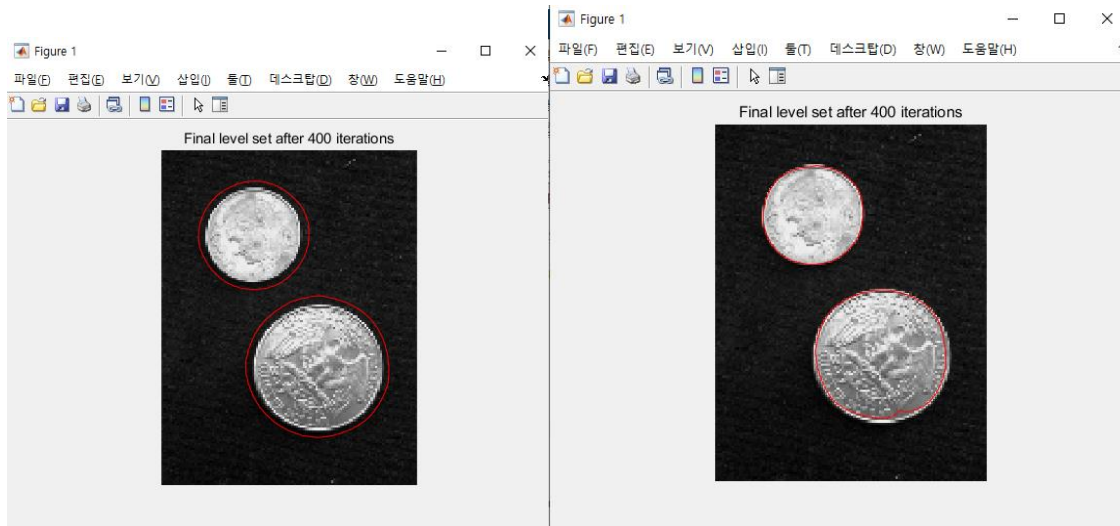 Figure 1
파일(F) 편집(E) 보기(V) 삽입(I) 툴(T) 데스크탑(D) 창(W) 도움말(H)
Final level set after 400 iterations
Figure 1
파일(F) 편집(E) 보기(V) 삽입(I) 툴(T) 데스크탑(D) 창(W) 도움말(H)
Final level set after 400 iterations